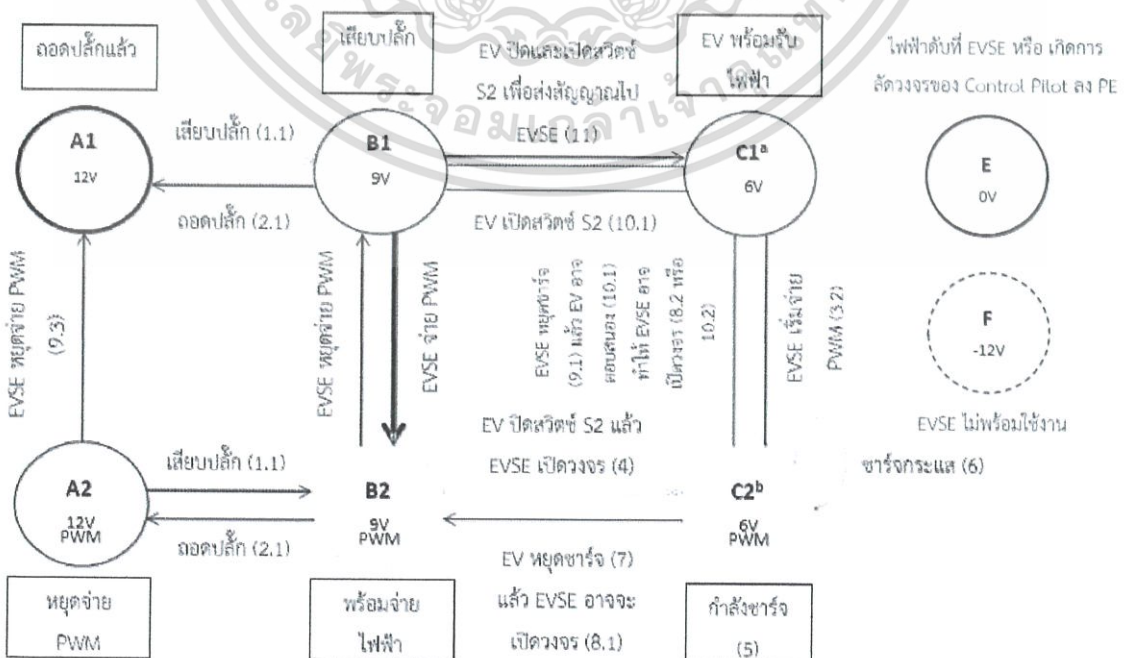 ถอดปลั๊กแล้ว
เสียบปลั๊ก
EV ปิดและเปิดสวิตซ์
S2 เพื่อส่งสัญญาณไป
EVSE (11)
EV พร้อมรับ
ไฟฟ้า
ไฟฟ้าดับที่ EVSE หรือ เกิดการ
ลัดวงจรของ Control Pilot ลง PE
A1
12V
เสียบปลั๊ก (1.1)
ถอดปลั๊ก (2.1)
B1
9V
EV เปิดสวิตซ์ S2 (10.1)
C1ª
6V
E
0V
EVSE หยุดจ่าย PWM
(9.3)
EVSE หยุดจ่าย PWM
EVSE จ่าย PWM
EVSE หยุดชาร์จ
(9.1) แล้ว EV อาจ
ตอบสนอง (10.1)
ทำให้ EVSE อาจ
เปิดวงจร (8.2 หรือ
10.2)
EVSE เริ่มจ่าย
PWM (3.2)
F
-12V
EVSE ไม่พร้อมใช้งาน
EV ปิดสวิตซ์ S2 แล้ว
EVSE เปิดวงจร (4)
ชาร์จกระแส (6)
A2
12V
PWM
เสียบปลั๊ก (1.1)
ถอดปลั๊ก (2.1)
B2
9V
PWM
C2ᵇ
6V
PWM
EV หยุดชาร์จ (7)
แล้ว EVSE อาจจะ
เปิดวงจร (8.1)
หยุดจ่าย
PWM
พร้อมจ่าย
ไฟฟ้า
กำลังชาร์จ
(5)